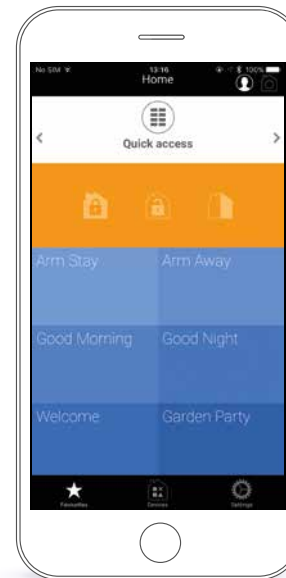 No SIM 13:16 100%
Home
Quick access
Arm Stay Arm Away
Good Morning Good Night
Welcome Garden Party
Favourites Devices Settings